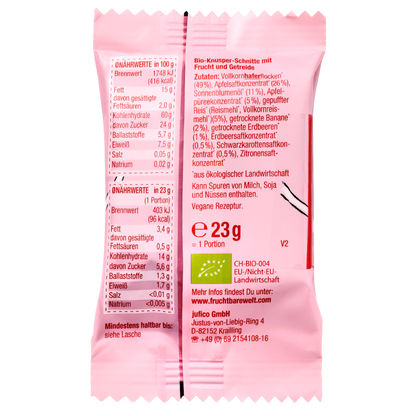 ØNÄHRWERTE in 100 g
Brennwert 1748 kJ
(416 kcal)
Fett 15 g
davon gesättigte
Fettsäuren 2,0 g
Kohlenhydrate 60 g
davon Zucker 24 g
Ballaststoffe 5,7 g
Eiweiß 7,5 g
Salz 0,05 g
Natrium 0,02 g
ØNÄHRWERTE in 23 g
(1 Portion)
Brennwert 403 kJ
(96 kcal)
Fett 3,4 g
davon gesättigte
Fettsäuren 0,5 g
Kohlenhydrate 14 g
davon Zucker 5,6 g
Ballaststoffe 1,3 g
Eiweiß 1,7 g
Salz <0,01 g
Natrium <0,005 g
Mindestens haltbar bis:
siehe Lasche
Bio-Knusper-Schnitte mit
Frucht und Getreide
Zutaten: Vollkornhaferflocken*
(49%), Apfelsaftkonzentrat* (26%),
Sonnenblumenöl* (11%), Apfel-
püreekonzentrat* (5%), gepuffter
Reis* (Reismehl*, Vollkornreis-
mehl*)(5%), getrocknete Banane*
(2%), getrocknete Erdbeeren*
(1%), Erdbeersaftkonzentrat*
(0,5%), Schwarzkarottensaftkon-
zentrat* (0,5%), Zitronensaft-
konzentrat*
*aus ökologischer Landwirtschaft
Kann Spuren von Milch, Soja
und Nüssen enthalten.
Vegane Rezeptur.
℮ 23 g
= 1 Portion V2
CH-BIO-004
EU-/Nicht-EU-
Landwirtschaft
Mehr Infos findest Du unter:
www.fruchtbarewelt.com
jufico GmbH
Justus-von-Liebig-Ring 4
D-82152 Krailling
+49 (0) 89 2154108-16